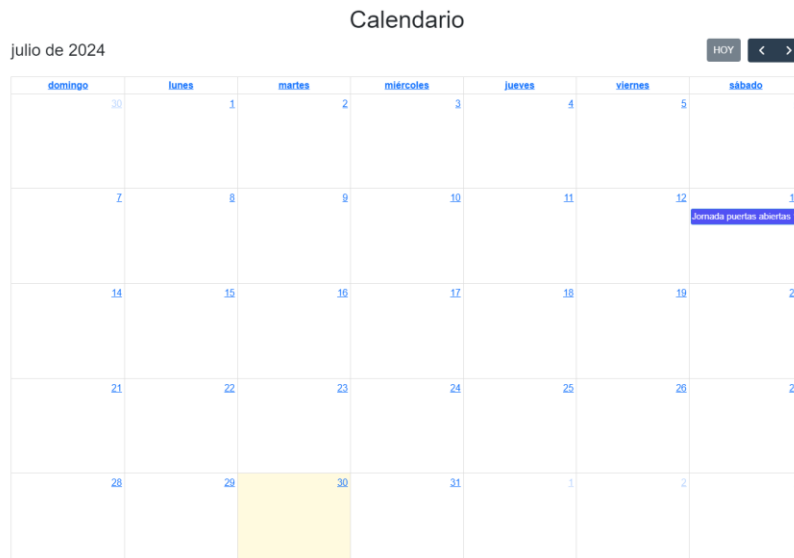 Calendario
julio de 2024
HOY
domingo lunes martes miércoles jueves viernes sábado
30 1 2 3 4 5
7 8 9 10 11 12
Jornada puertas abiertas
14 15 16 17 18 19
21 22 23 24 25 26
28 29 30 31 1 2